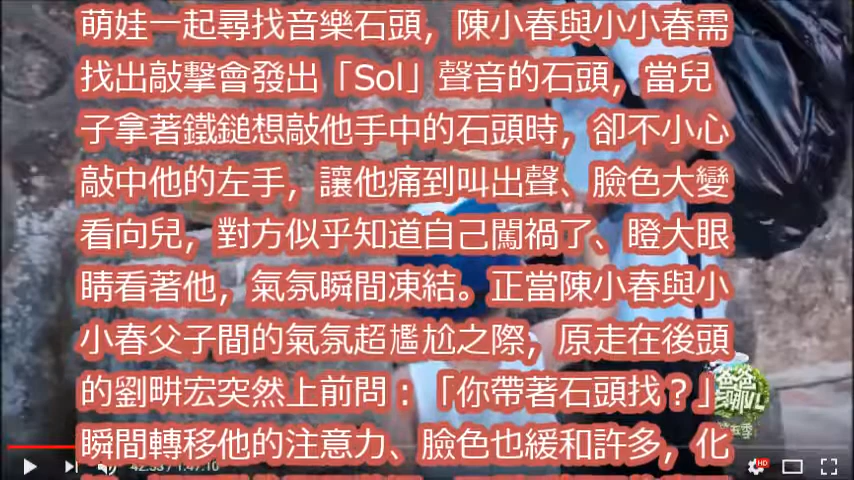 萌娃一起尋找音樂石頭，陳小春與小小春需
找出敲擊會發出「Sol」聲音的石頭，當兒
子拿著鐵鎚想敲他手中的石頭時，卻不小心
敲中他的左手，讓他痛到叫出聲、臉色大變
看向兒，對方似乎知道自己闖禍了、瞪大眼
睛看著他，氣氛瞬間凍結。正當陳小春與小
小春父子間的氣氛超尷尬之際，原走在後頭
的劉畊宏突然上前問：「你帶著石頭找？」
瞬間轉移他的注意力、臉色也緩和許多，化
爸爸
42:53 / 1:47:10
HD